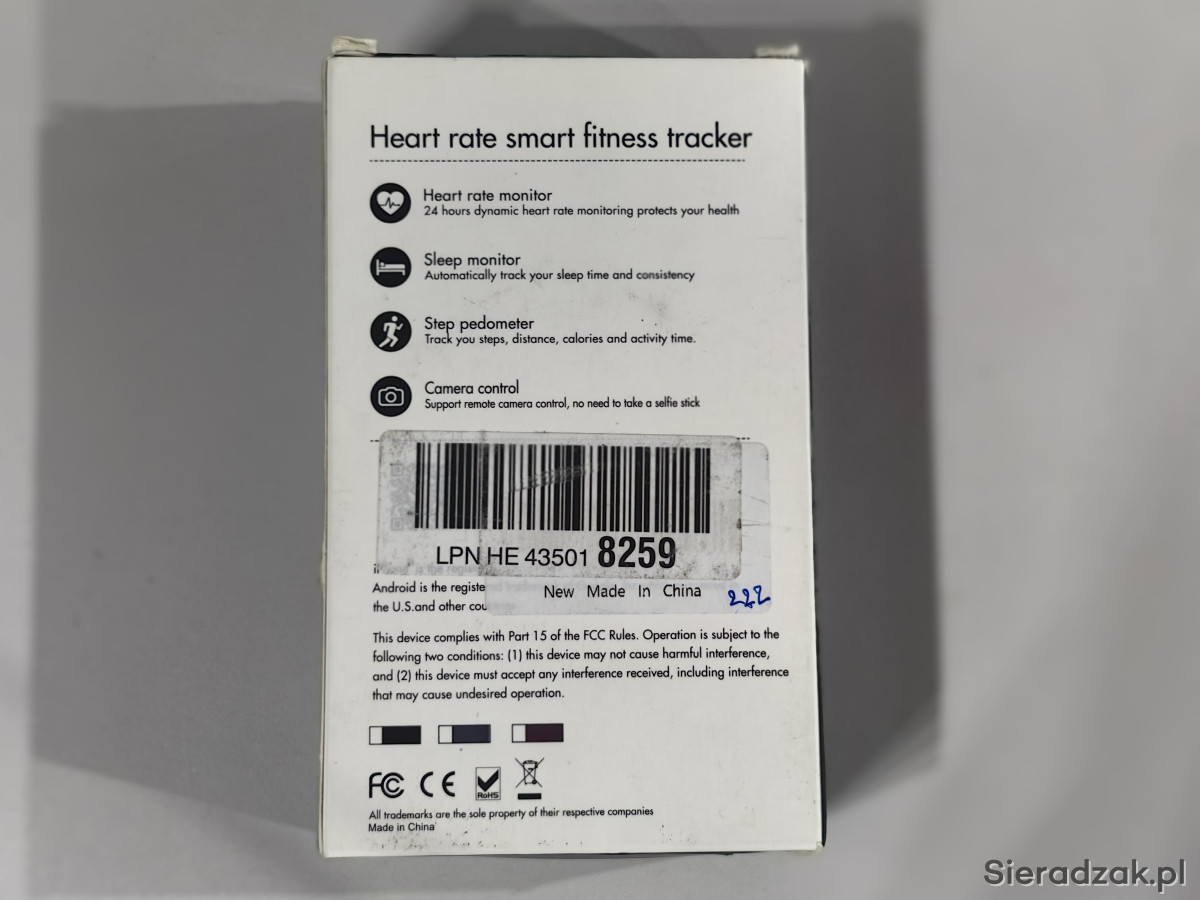 Heart rate smart fitness tracker
Heart rate monitor
24 hours dynamic heart rate monitoring protects your health
Sleep monitor
Automatically track your sleep time and consistency
Step pedometer
Track you steps, distance, calories and activity time.
Camera control
Support remote camera control, no need to take a selfie stick
LPN HE 43501 8259
Android is the registe
the U.S.and other cou
New Made In China
222
This device complies with Part 15 of the FCC Rules. Operation is subject to the
following two conditions: (1) this device may not cause harmful interference,
and (2) this device must accept any interference received, including interference
that may cause undesired operation.
FC CE RoHS
All trademarks are the sole property of their respective companies
Made in China
Sieradzak.pl